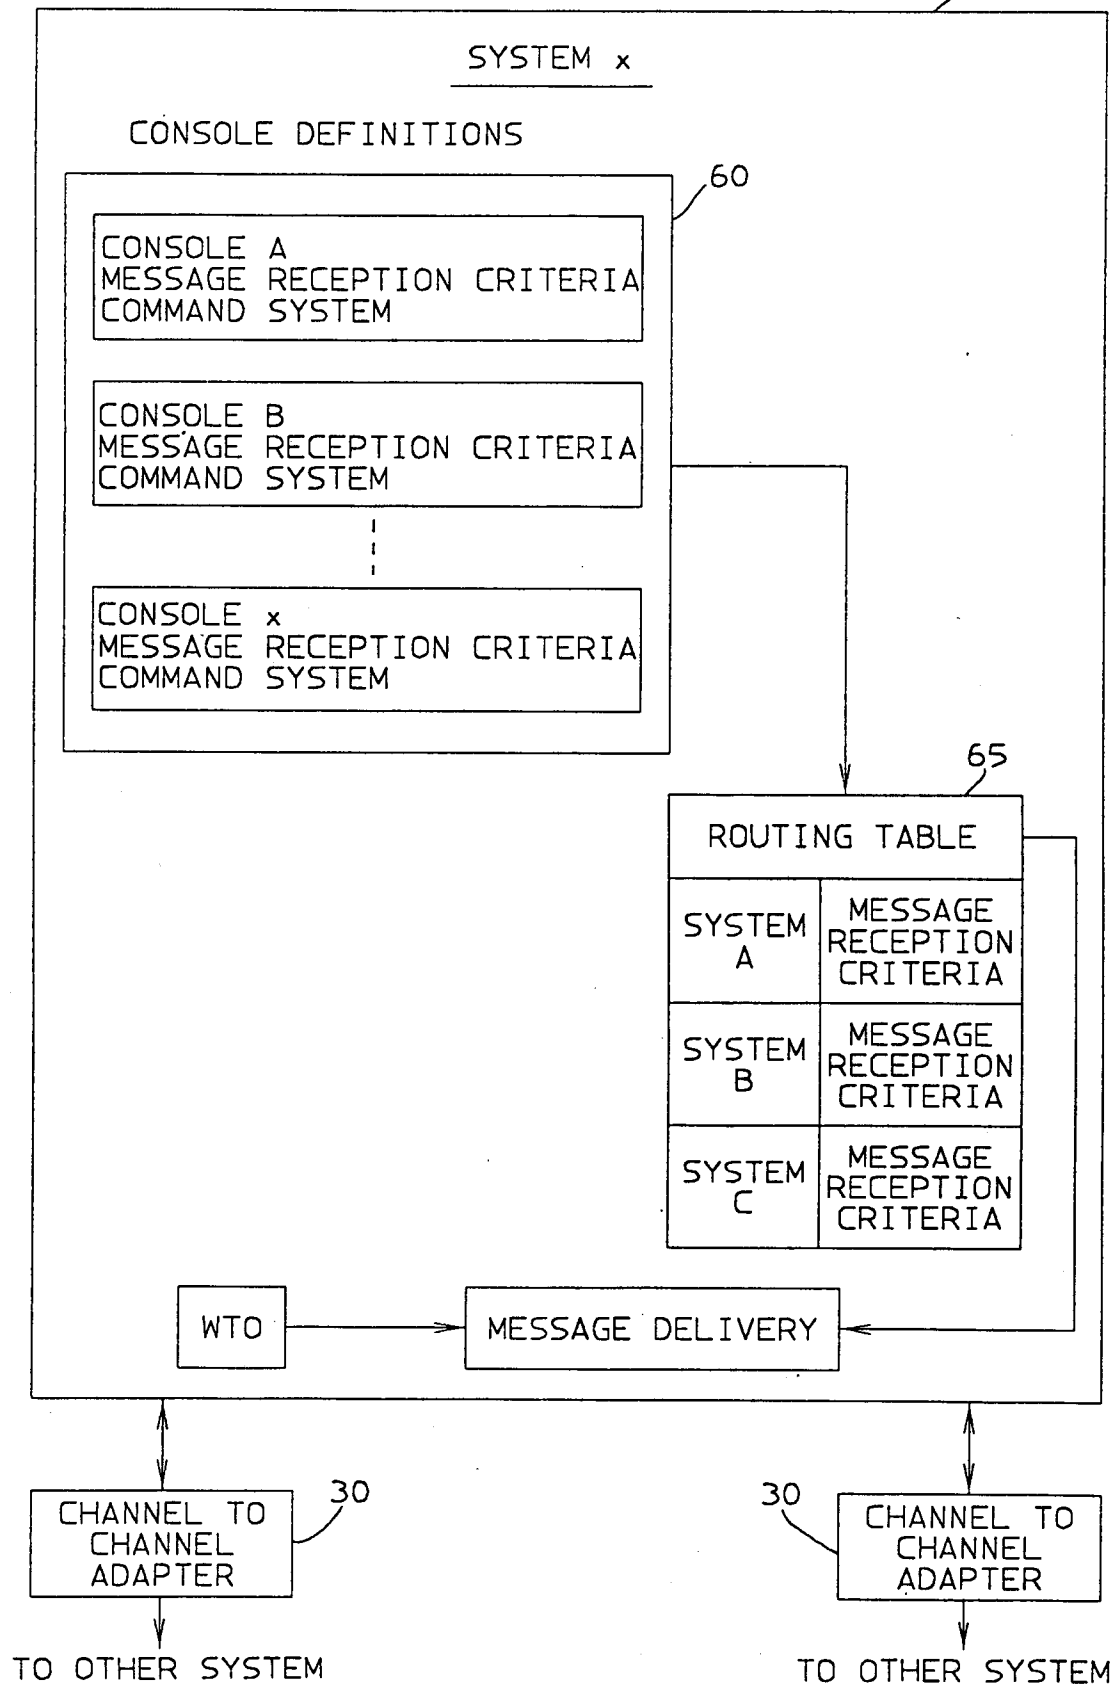 SYSTEM x
CONSOLE DEFINITIONS
60
CONSOLE A
MESSAGE RECEPTION CRITERIA
COMMAND SYSTEM
CONSOLE B
MESSAGE RECEPTION CRITERIA
COMMAND SYSTEM
CONSOLE x
MESSAGE RECEPTION CRITERIA
COMMAND SYSTEM
65
ROUTING TABLE
SYSTEM
A
MESSAGE
RECEPTION
CRITERIA
SYSTEM
B
MESSAGE
RECEPTION
CRITERIA
SYSTEM
C
MESSAGE
RECEPTION
CRITERIA
WTO
MESSAGE DELIVERY
30
CHANNEL TO
CHANNEL
ADAPTER
TO OTHER SYSTEM
30
CHANNEL TO
CHANNEL
ADAPTER
TO OTHER SYSTEM